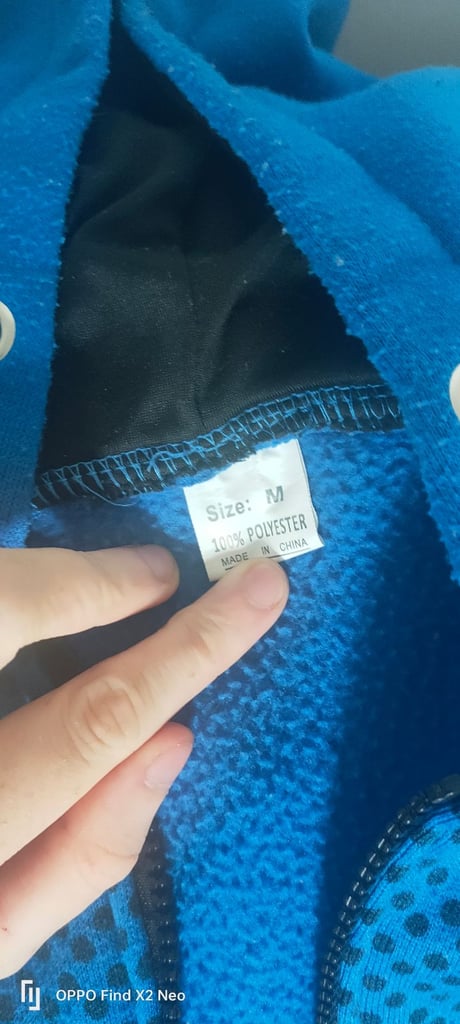 Size: M
100% POLYESTER
MADE IN CHINA
OPPO Find X2 Neo